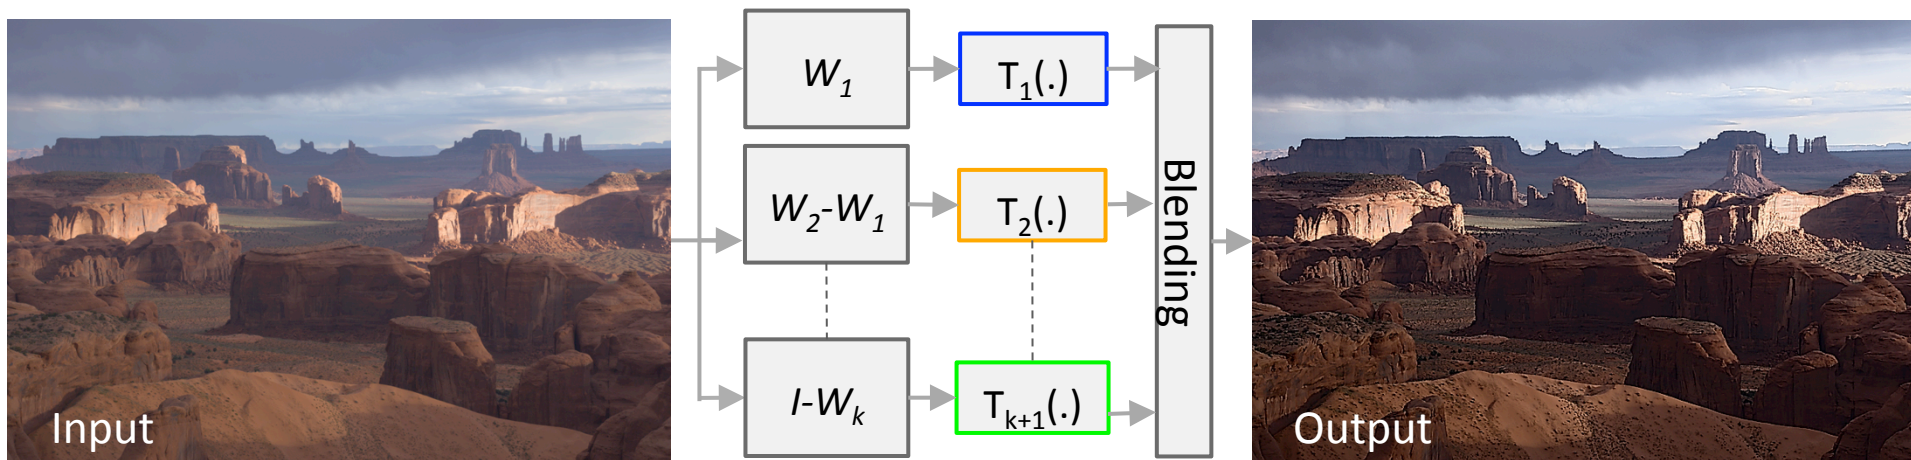 Input
W₁
T₁(.)
W₂-W₁
T₂(.)
I-Wₖ
Tₖ₊₁(.)
Blending
Output